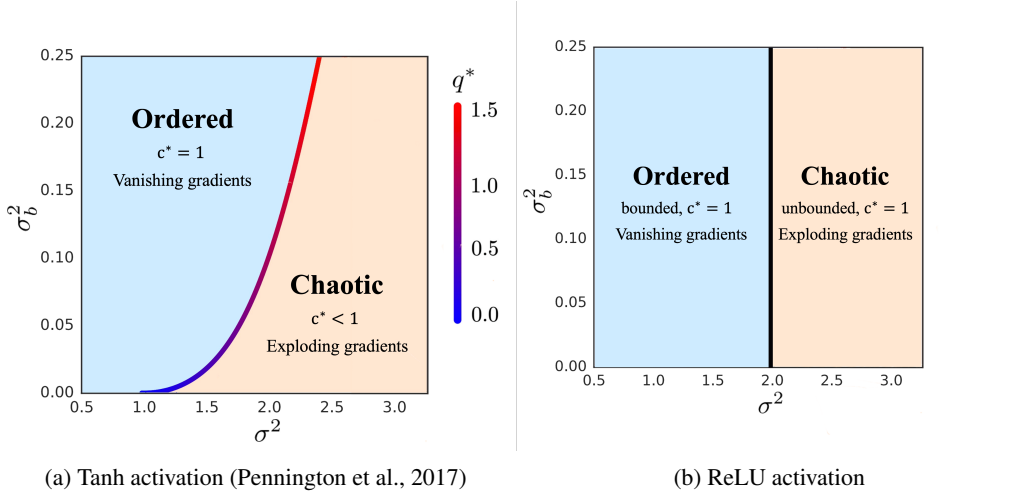 0.25
0.20
0.15
0.10
0.05
0.00
σ_b^2
Ordered
c* = 1
Vanishing gradients
Chaotic
c* < 1
Exploding gradients
0.5 1.0 1.5 2.0 2.5 3.0
σ^2
q*
1.5
1.0
0.5
0.0
(a) Tanh activation (Pennington et al., 2017)
0.25
0.20
0.15
0.10
0.05
0.00
σ_b^2
Ordered
bounded, c* = 1
Vanishing gradients
Chaotic
unbounded, c* = 1
Exploding gradients
0.5 1.0 1.5 2.0 2.5 3.0
σ^2
(b) ReLU activation